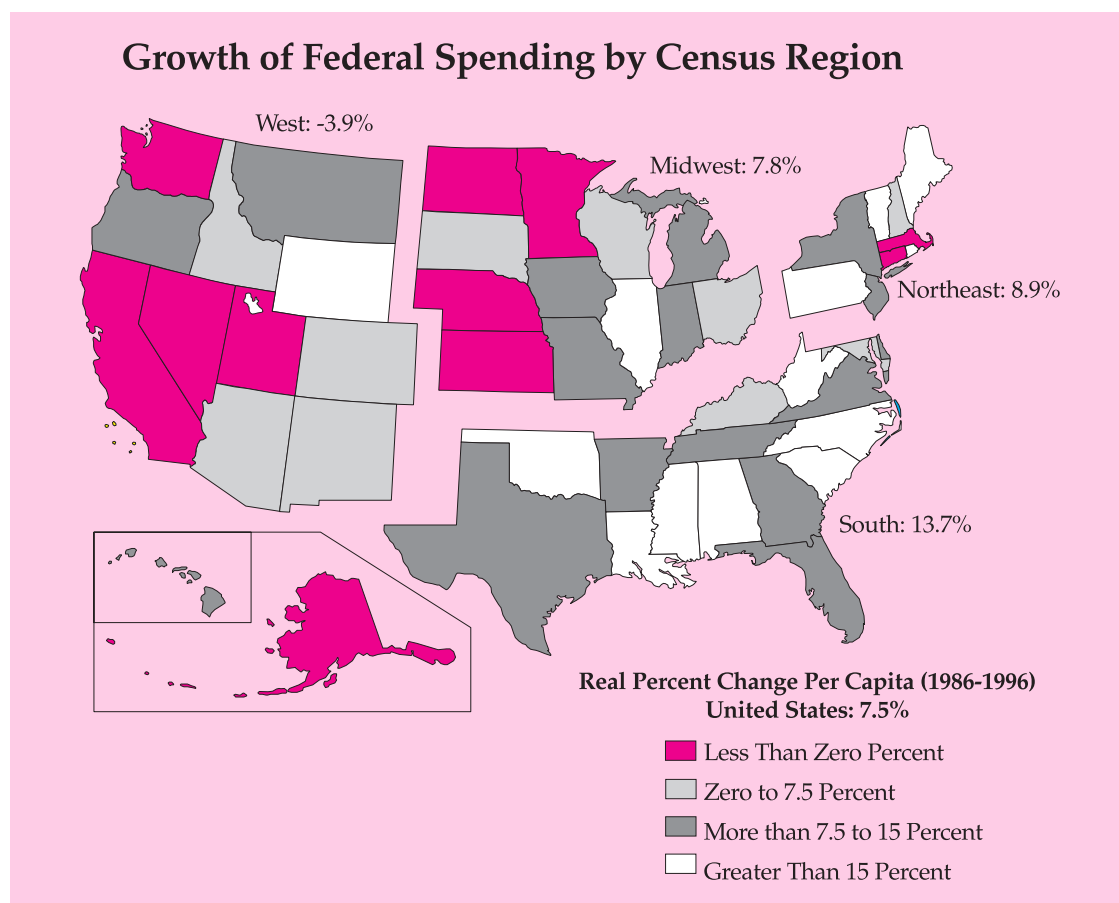 Growth of Federal Spending by Census Region
West: -3.9%
Midwest: 7.8%
Northeast: 8.9%
South: 13.7%
Real Percent Change Per Capita (1986-1996)
United States: 7.5%
Less Than Zero Percent
Zero to 7.5 Percent
More than 7.5 to 15 Percent
Greater Than 15 Percent